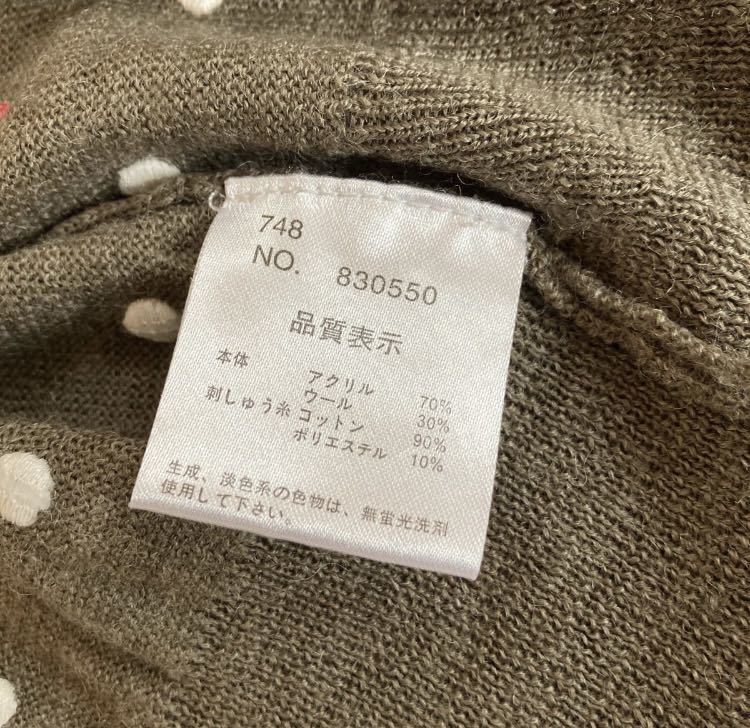 748
NO. 830550
品質表示
本体 アクリル 70%
ウール 30%
刺しゅう糸 コットン 90%
ポリエステル 10%
生成、淡色系の色物は、無蛍光洗剤
使用して下さい。